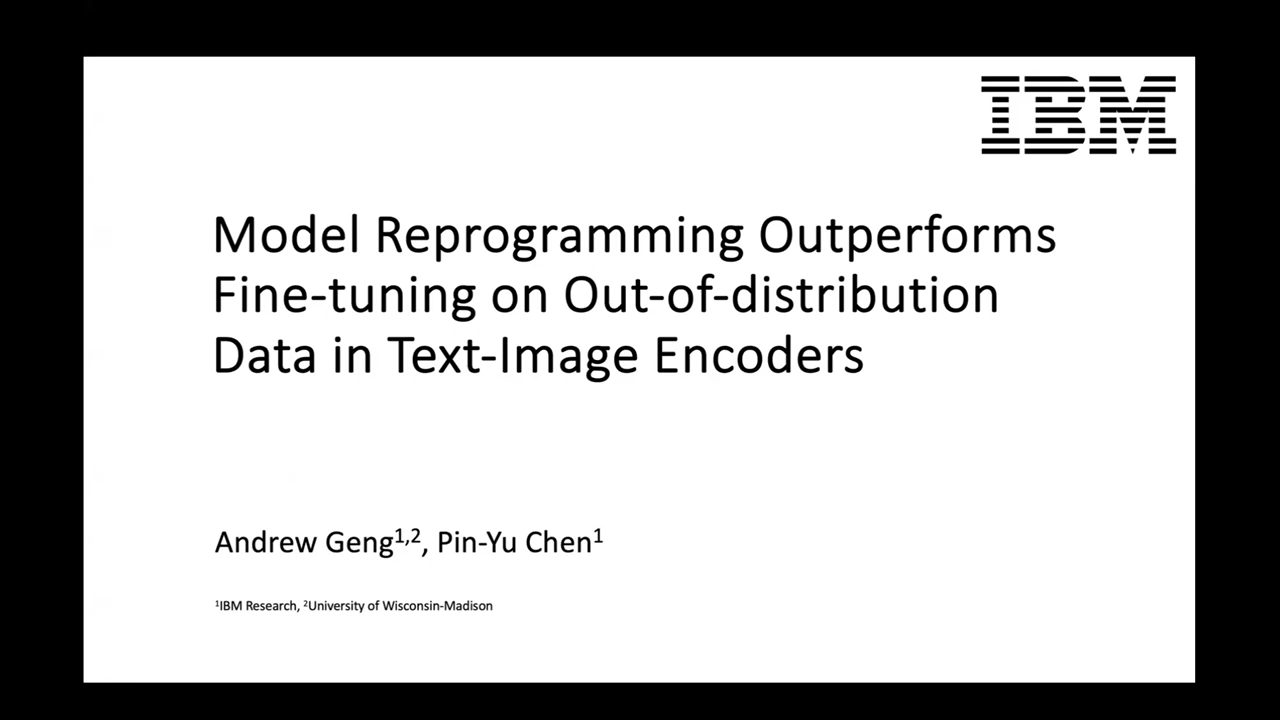 IBM
Model Reprogramming Outperforms
Fine-tuning on Out-of-distribution
Data in Text-Image Encoders
Andrew Geng¹,², Pin-Yu Chen¹
¹IBM Research, ²University of Wisconsin-Madison